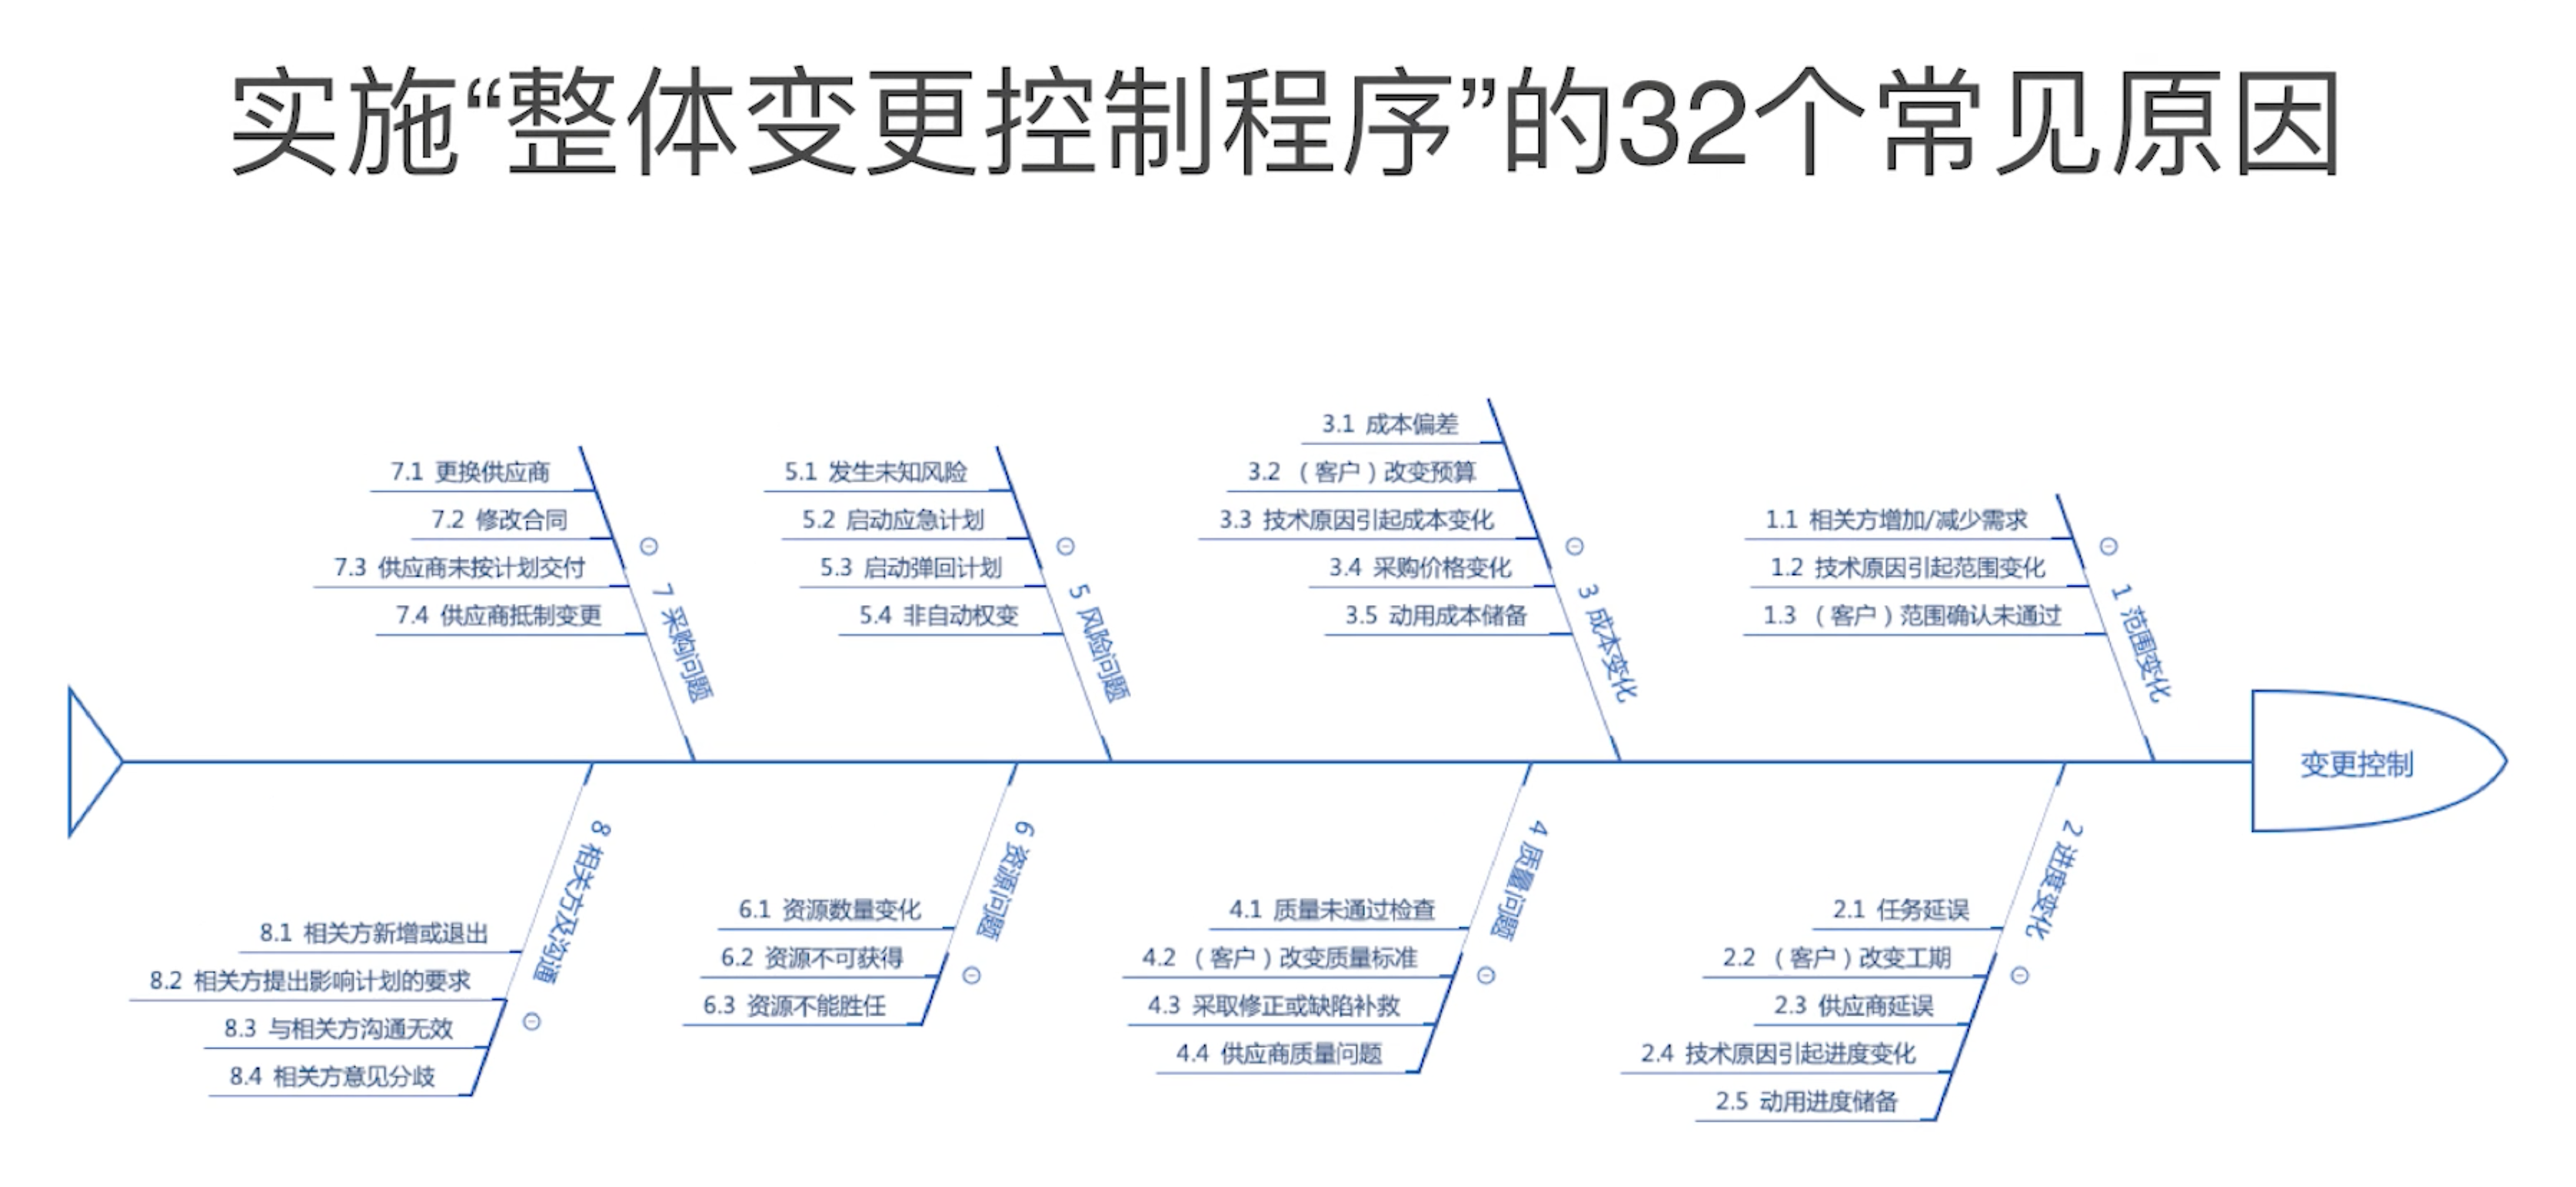 实施“整体变更控制程序”的32个常见原因
7.1 更换供应商
7.2 修改合同
7.3 供应商未按计划交付
7.4 供应商抵制变更
7 采购问题
5.1 发生未知风险
5.2 启动应急计划
5.3 启动弹回计划
5.4 非自动权变
5 风险问题
3.1 成本偏差
3.2 （客户）改变预算
3.3 技术原因引起成本变化
3.4 采购价格变化
3.5 动用成本储备
3 成本变化
1.1 相关方增加/减少需求
1.2 技术原因引起范围变化
1.3 （客户）范围确认未通过
1 范围变化
变更控制
8 相关方及沟通
8.1 相关方新增或退出
8.2 相关方提出影响计划的要求
8.3 与相关方沟通无效
8.4 相关方意见分歧
6 资源问题
6.1 资源数量变化
6.2 资源不可获得
6.3 资源不能胜任
4 质量问题
4.1 质量未通过检查
4.2 （客户）改变质量标准
4.3 采取修正或缺陷补救
4.4 供应商质量问题
2 进度变化
2.1 任务延误
2.2 （客户）改变工期
2.3 供应商延误
2.4 技术原因引起进度变化
2.5 动用进度储备